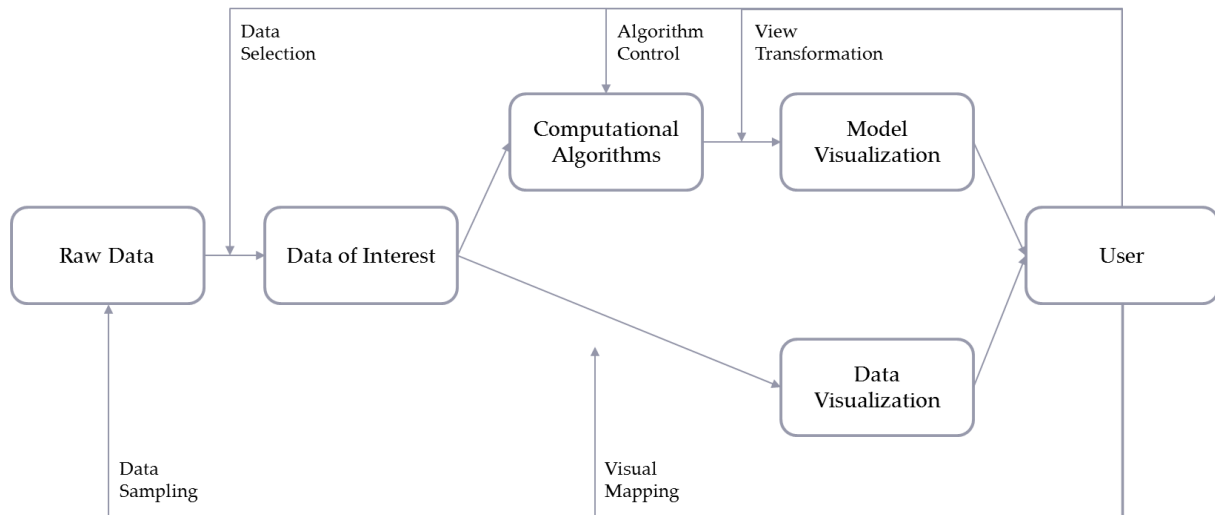 Data
Selection
Algorithm
Control
View
Transformation
Computational
Algorithms
Model
Visualization
Raw Data
Data of Interest
User
Data
Visualization
Data
Sampling
Visual
Mapping